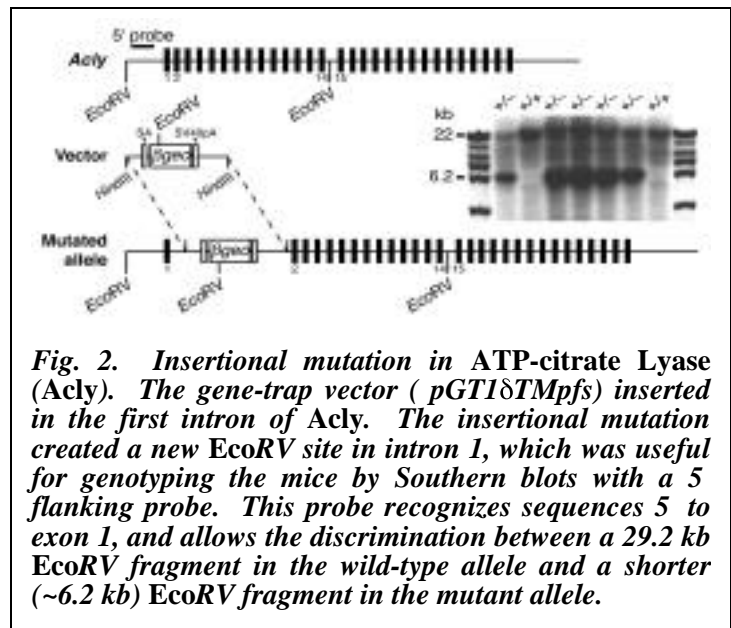 5' probe
Acly
1 2
14 15
EcoRV
EcoRV
EcoRV
Vector
SA
HindIII
HindIII
Mutated
allele
1
2
14 15
EcoRV
EcoRV
EcoRV
kb
+/- +/+ +/- +/- +/- +/- +/+
22
6.2
Fig. 2. Insertional mutation in ATP-citrate Lyase
(Acly). The gene-trap vector ( pGT1δTMpfs) inserted
in the first intron of Acly. The insertional mutation
created a new EcoRV site in intron 1, which was useful
for genotyping the mice by Southern blots with a 5
flanking probe. This probe recognizes sequences 5 to
exon 1, and allows the discrimination between a 29.2 kb
EcoRV fragment in the wild-type allele and a shorter
(~6.2 kb) EcoRV fragment in the mutant allele.